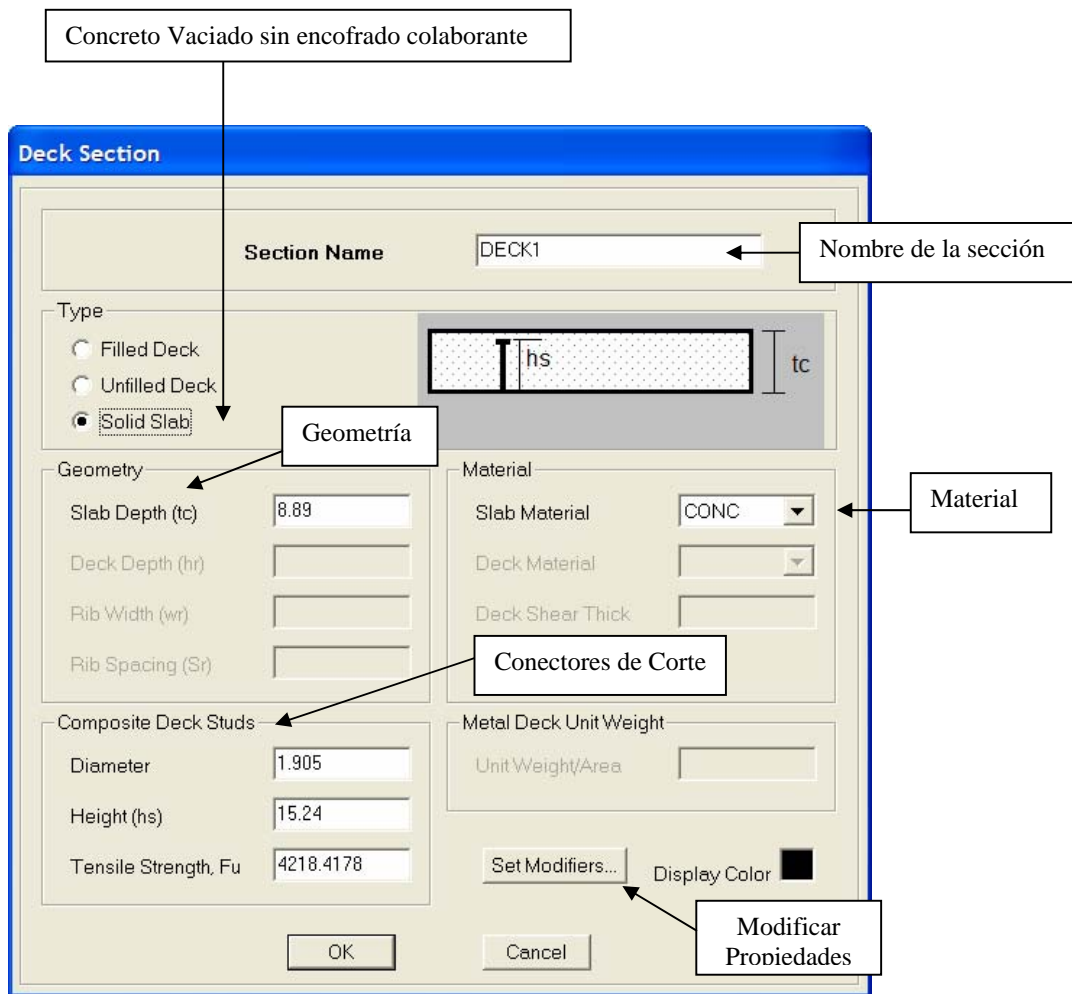 Concreto Vaciado sin encofrado colaborante
Deck Section
Section Name
DECK1
Nombre de la sección
Type
Filled Deck
Unfilled Deck
Solid Slab
hs
tc
Geometría
Geometry
Slab Depth (tc)
8.89
Deck Depth (hr)
Rib Width (wr)
Rib Spacing (Sr)
Material
Slab Material
CONC
Material
Deck Material
Deck Shear Thick
Conectores de Corte
Composite Deck Studs
Diameter
1.905
Height (hs)
15.24
Tensile Strength, Fu
4218.4178
Metal Deck Unit Weight
Unit Weight/Area
Set Modifiers...
Display Color
Modificar
Propiedades
OK
Cancel